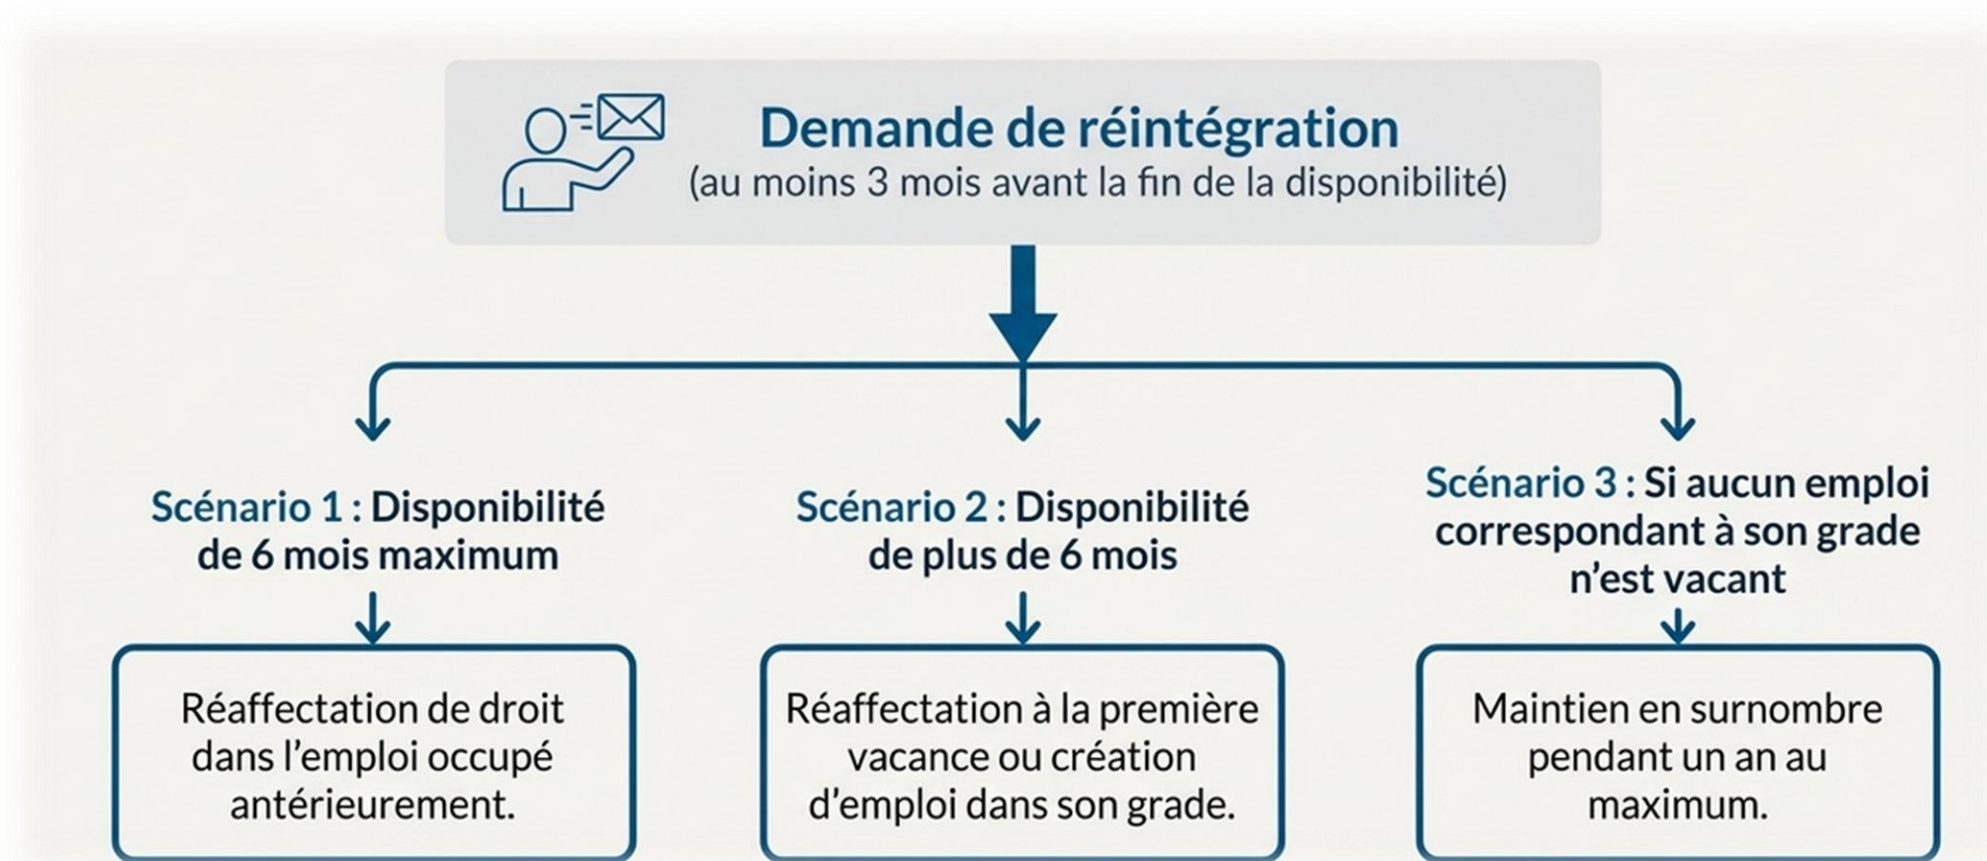 Demande de réintégration
(au moins 3 mois avant la fin de la disponibilité)
Scénario 1 : Disponibilité
de 6 mois maximum
Réaffectation de droit
dans l’emploi occupé
antérieurement.
Scénario 2 : Disponibilité
de plus de 6 mois
Réaffectation à la première
vacance ou création
d’emploi dans son grade.
Scénario 3 : Si aucun emploi
correspondant à son grade
n’est vacant
Maintien en surnombre
pendant un an au
maximum.